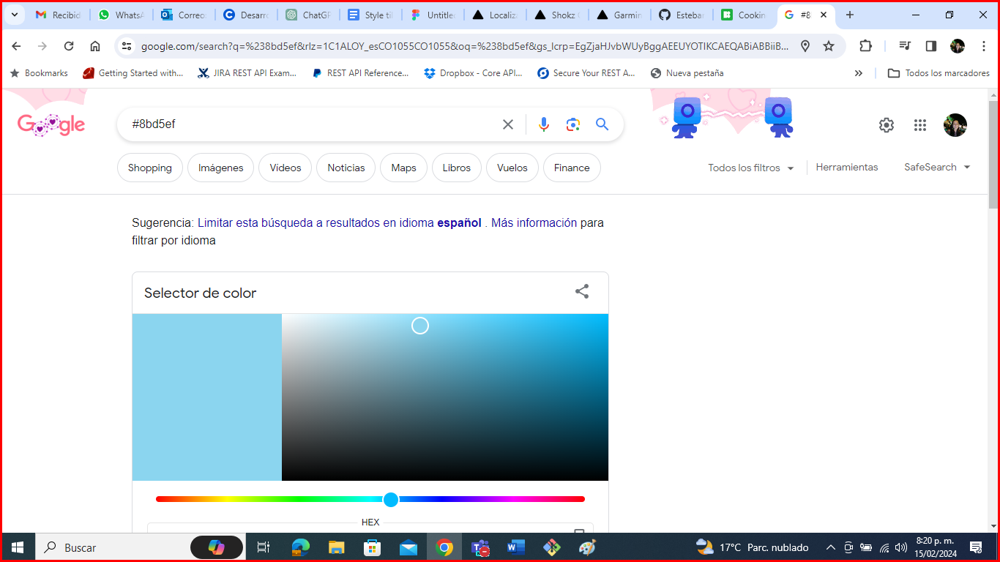 Recibid
WhatsA
Correo
Desarro
ChatGP
Style til
Untitled
Localiza
Shokz
Garmin
Esteba
Cookin
#8
google.com/search?q=%238bd5ef&rlz=1C1ALOY_esCO1055CO1055&oq=%238bd5ef&gs_lcrp=EgZjaHJvbWUyBggAEEUYOTIKCAEQABiABBiiB...
Bookmarks
Getting Started with...
JIRA REST API Exam...
REST API Reference...
Dropbox - Core API...
Secure Your REST A...
Nueva pestaña
Todos los marcadores
Google
#8bd5ef
Shopping
Imágenes
Vídeos
Noticias
Maps
Libros
Vuelos
Finance
Todos los filtros
Herramientas
SafeSearch
Sugerencia: Limitar esta búsqueda a resultados en idioma español . Más información para
filtrar por idioma
Selector de color
HEX
Buscar
17°C Parc. nublado
8:20 p. m.
15/02/2024